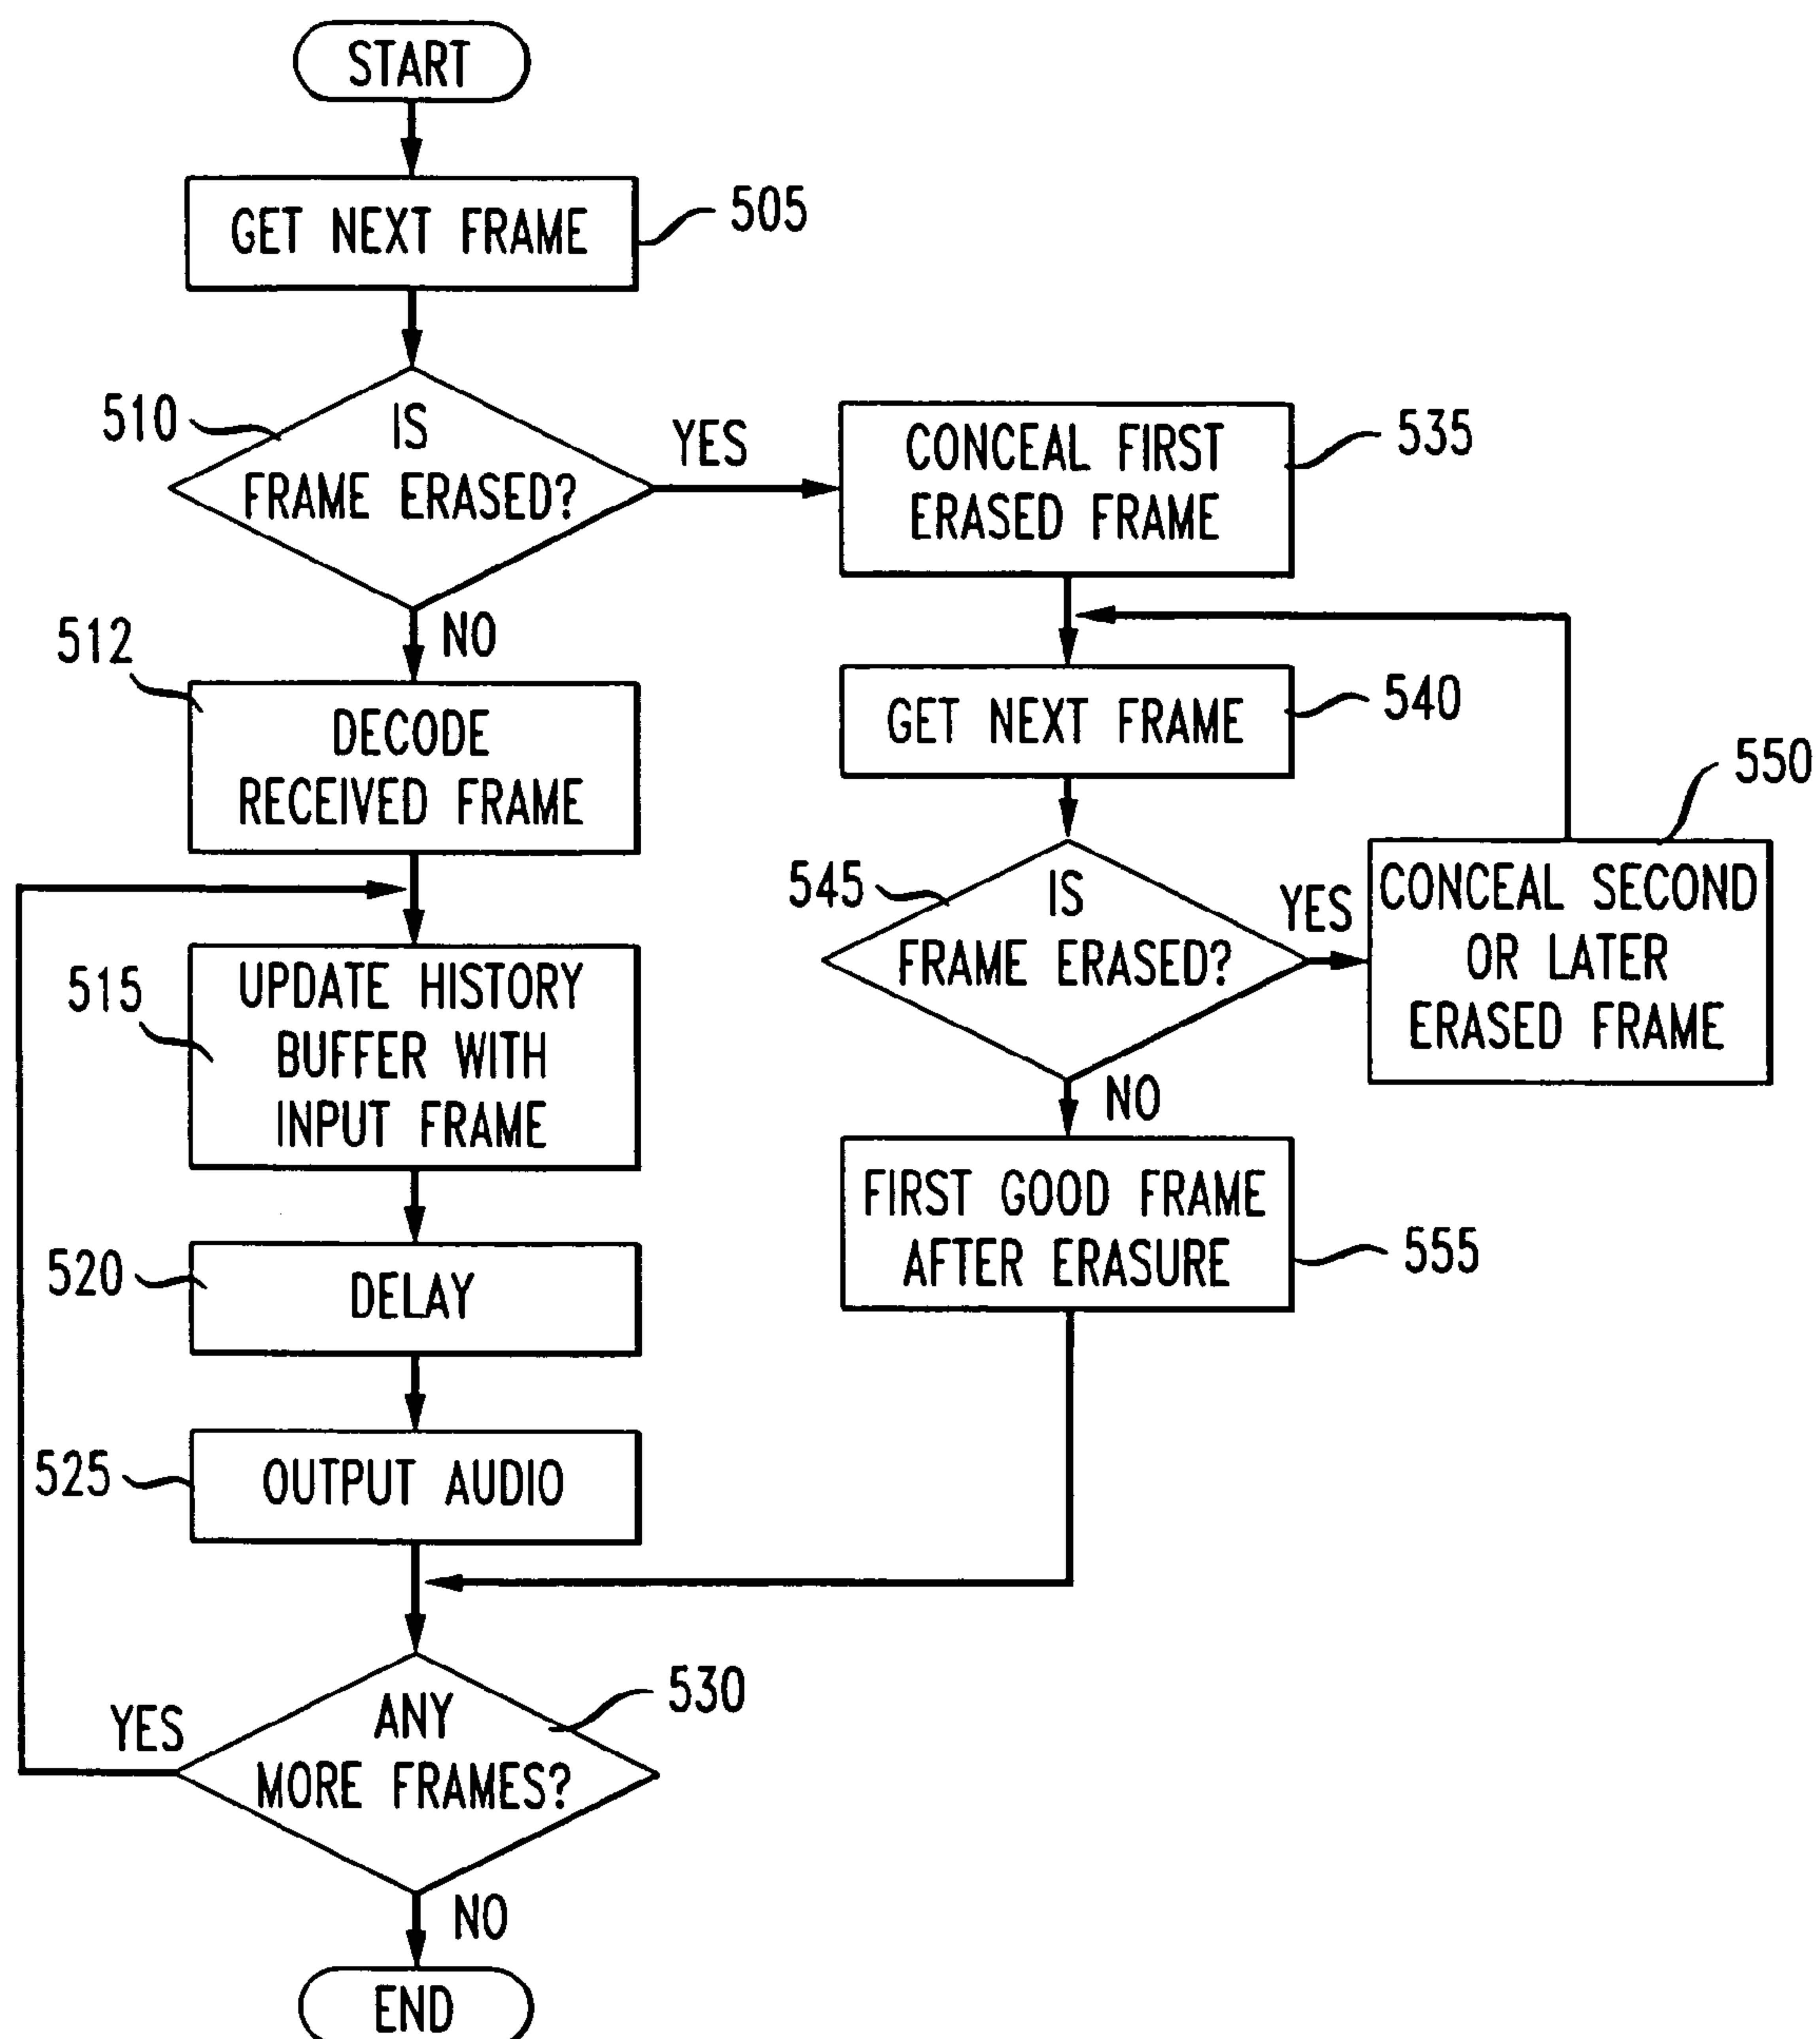 START
GET NEXT FRAME
505
510
IS
FRAME ERASED?
YES
NO
CONCEAL FIRST
ERASED FRAME
535
512
DECODE
RECEIVED FRAME
GET NEXT FRAME
540
550
545
IS
FRAME ERASED?
YES
NO
CONCEAL SECOND
OR LATER
ERASED FRAME
515
UPDATE HISTORY
BUFFER WITH
INPUT FRAME
FIRST GOOD FRAME
AFTER ERASURE
555
520
DELAY
525
OUTPUT AUDIO
530
ANY
MORE FRAMES?
YES
NO
END